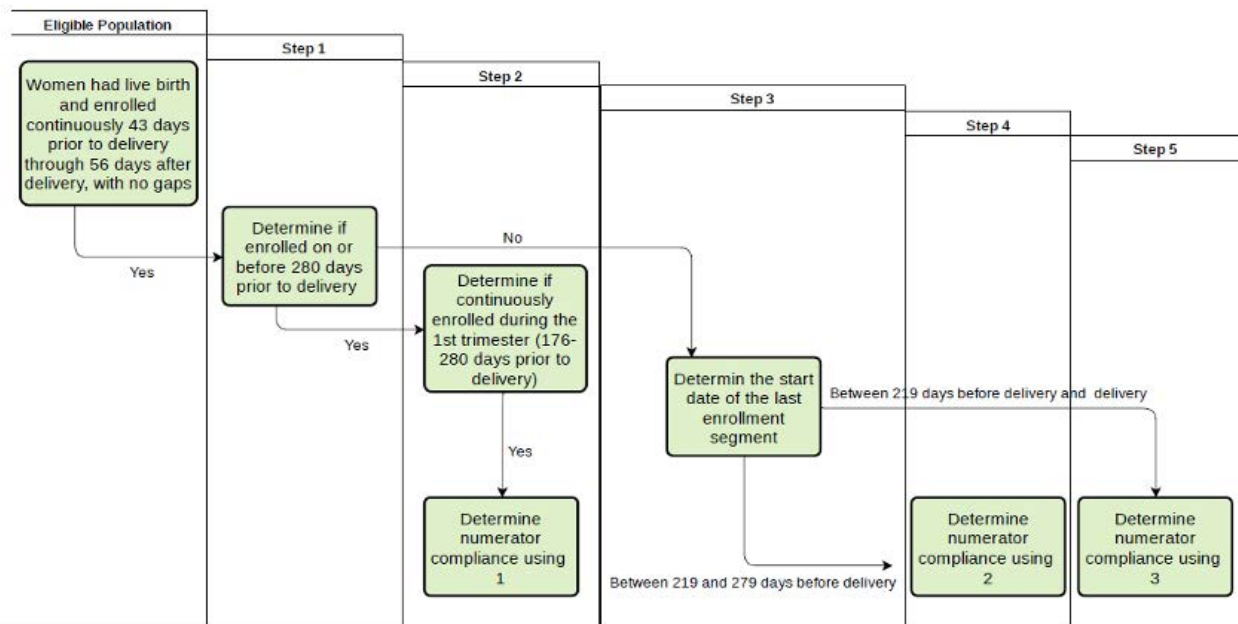 Eligible Population
Step 1
Step 2
Step 3
Step 4
Step 5
Women had live birth
and enrolled
continuously 43 days
prior to delivery
through 56 days after
delivery, with no gaps
Yes
Determine if
enrolled on or
before 280 days
prior to delivery
No
Yes
Determine if
continuously
enrolled during the
1st trimester (176-
280 days prior to
delivery)
Yes
Determine
numerator
compliance using
1
Determin the start
date of the last
enrollment
segment
Between 219 days before delivery and delivery
Between 219 and 279 days before delivery
Determine
numerator
compliance using
2
Determine
numerator
compliance using
3